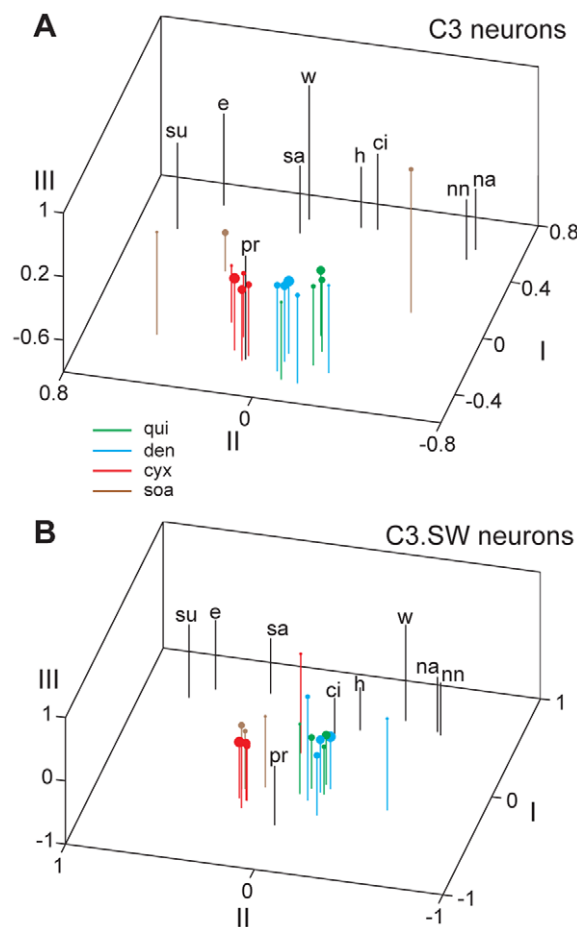 A
C3 neurons
w
e
su
ci
sa
h
na
nn
III
1
pr
0.8
0.2
0.4
-0.6
0
I
0.8
-0.4
0
II
-0.8
qui
den
cyx
soa
B
C3.SW neurons
su
e
w
sa
na
nn
III
h
ci
1
1
0
pr
0
I
-1
1
0
-1
II
-1